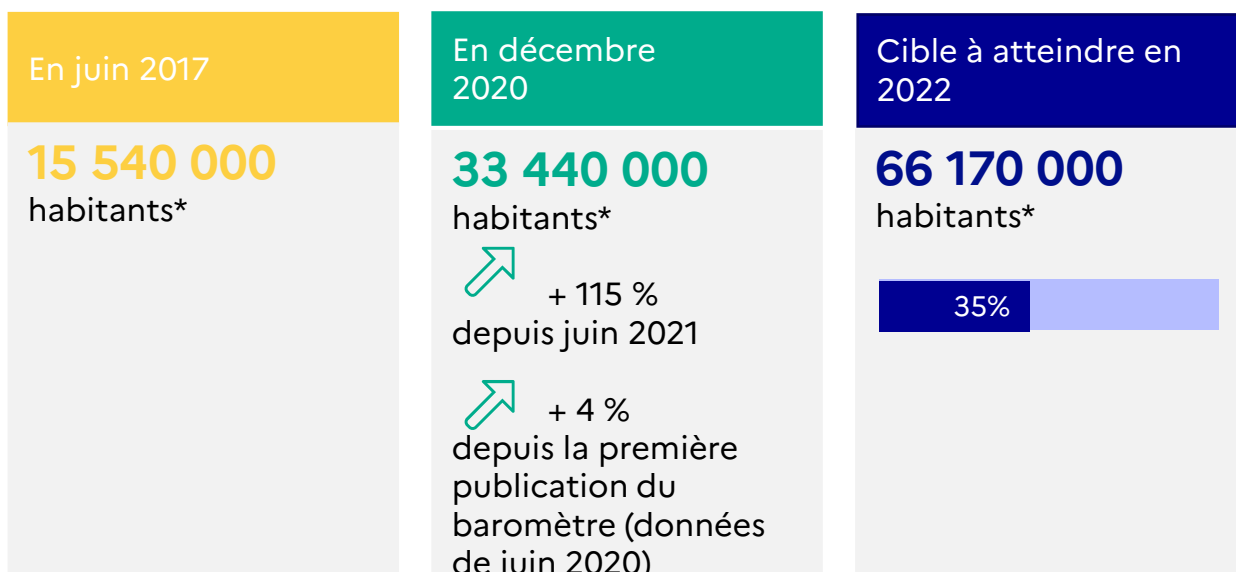 En juin 2017
15 540 000
habitants*
En décembre
2020
33 440 000
habitants*
+ 115 %
depuis juin 2021
+ 4 %
depuis la première
publication du
baromètre (données
de juin 2020)
Cible à atteindre en
2022
66 170 000
habitants*
35%